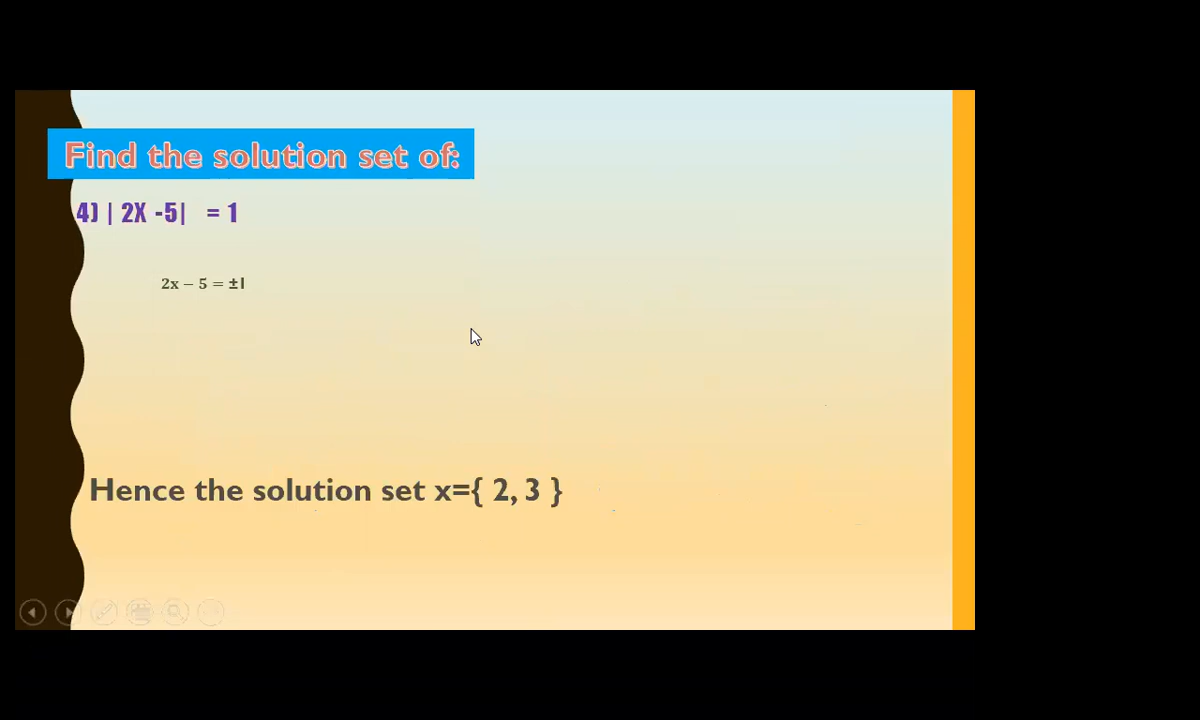 Find the solution set of:
4) | 2X -5| = 1
2x − 5 = ±1
Hence the solution set x={ 2, 3 }